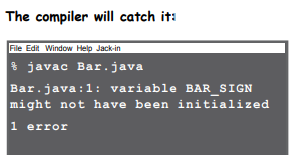 The compiler will catch it:
File Edit Window Help Jack-in
% javac Bar.java
Bar.java:1: variable BAR_SIGN
might not have been initialized
1 error